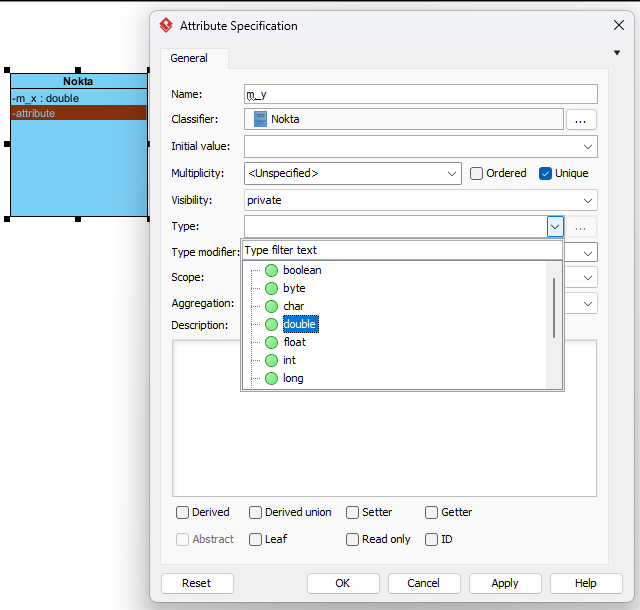 Attribute Specification
General
Nokta
-m_x : double
-attribute
Name: m_y
Classifier: Nokta ...
Initial value:
Multiplicity: <Unspecified> Ordered Unique
Visibility: private
Type: ...
Type modifier: Type filter text
Scope: boolean
byte
Aggregation: char
Description: double
float
int
long
Derived Derived union Setter Getter
Abstract Leaf Read only ID
Reset OK Cancel Apply Help